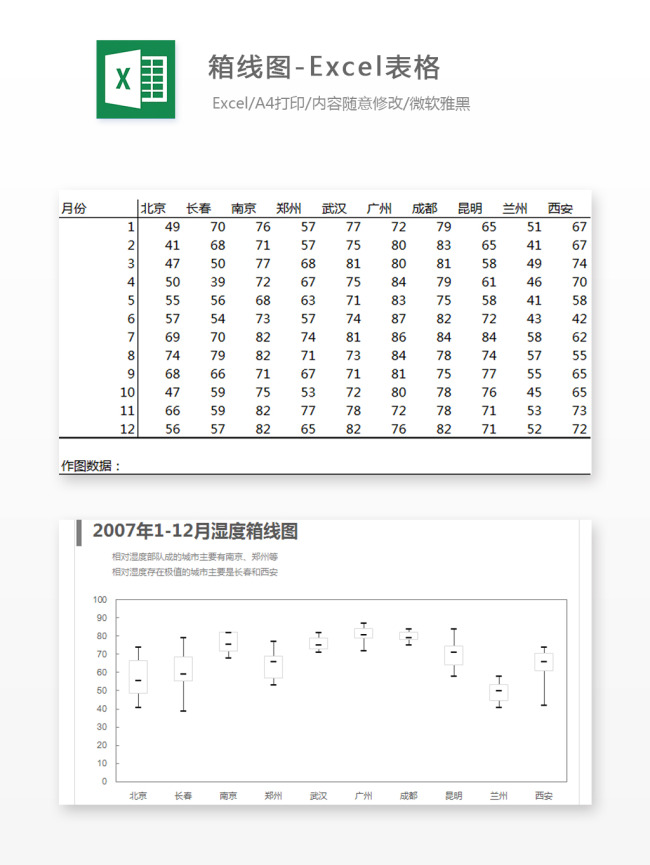 X
箱线图-Excel表格
Excel/A4打印/内容随意修改/微软雅黑
月份 北京 长春 南京 郑州 武汉 广州 成都 昆明 兰州 西安
1 49 70 76 57 77 72 79 65 51 67
2 41 68 71 57 75 80 83 65 41 67
3 47 50 77 68 81 80 81 58 49 74
4 50 39 72 67 75 84 79 61 46 70
5 55 56 68 63 71 83 75 58 41 58
6 57 54 73 57 74 87 82 72 43 42
7 69 70 82 74 81 86 84 84 58 62
8 74 79 82 71 73 84 78 74 57 55
9 68 66 71 67 71 81 75 77 55 65
10 47 59 75 53 72 80 78 76 45 65
11 66 59 82 77 78 72 78 71 53 73
12 56 57 82 65 82 76 82 71 52 72
作图数据：
2007年1-12月湿度箱线图
相对湿度部队成的城市主要有南京、郑州等
相对湿度存在极值的城市主要是长春和西安
100
90
80
70
60
50
40
30
20
10
0
北京 长春 南京 郑州 武汉 广州 成都 昆明 兰州 西安